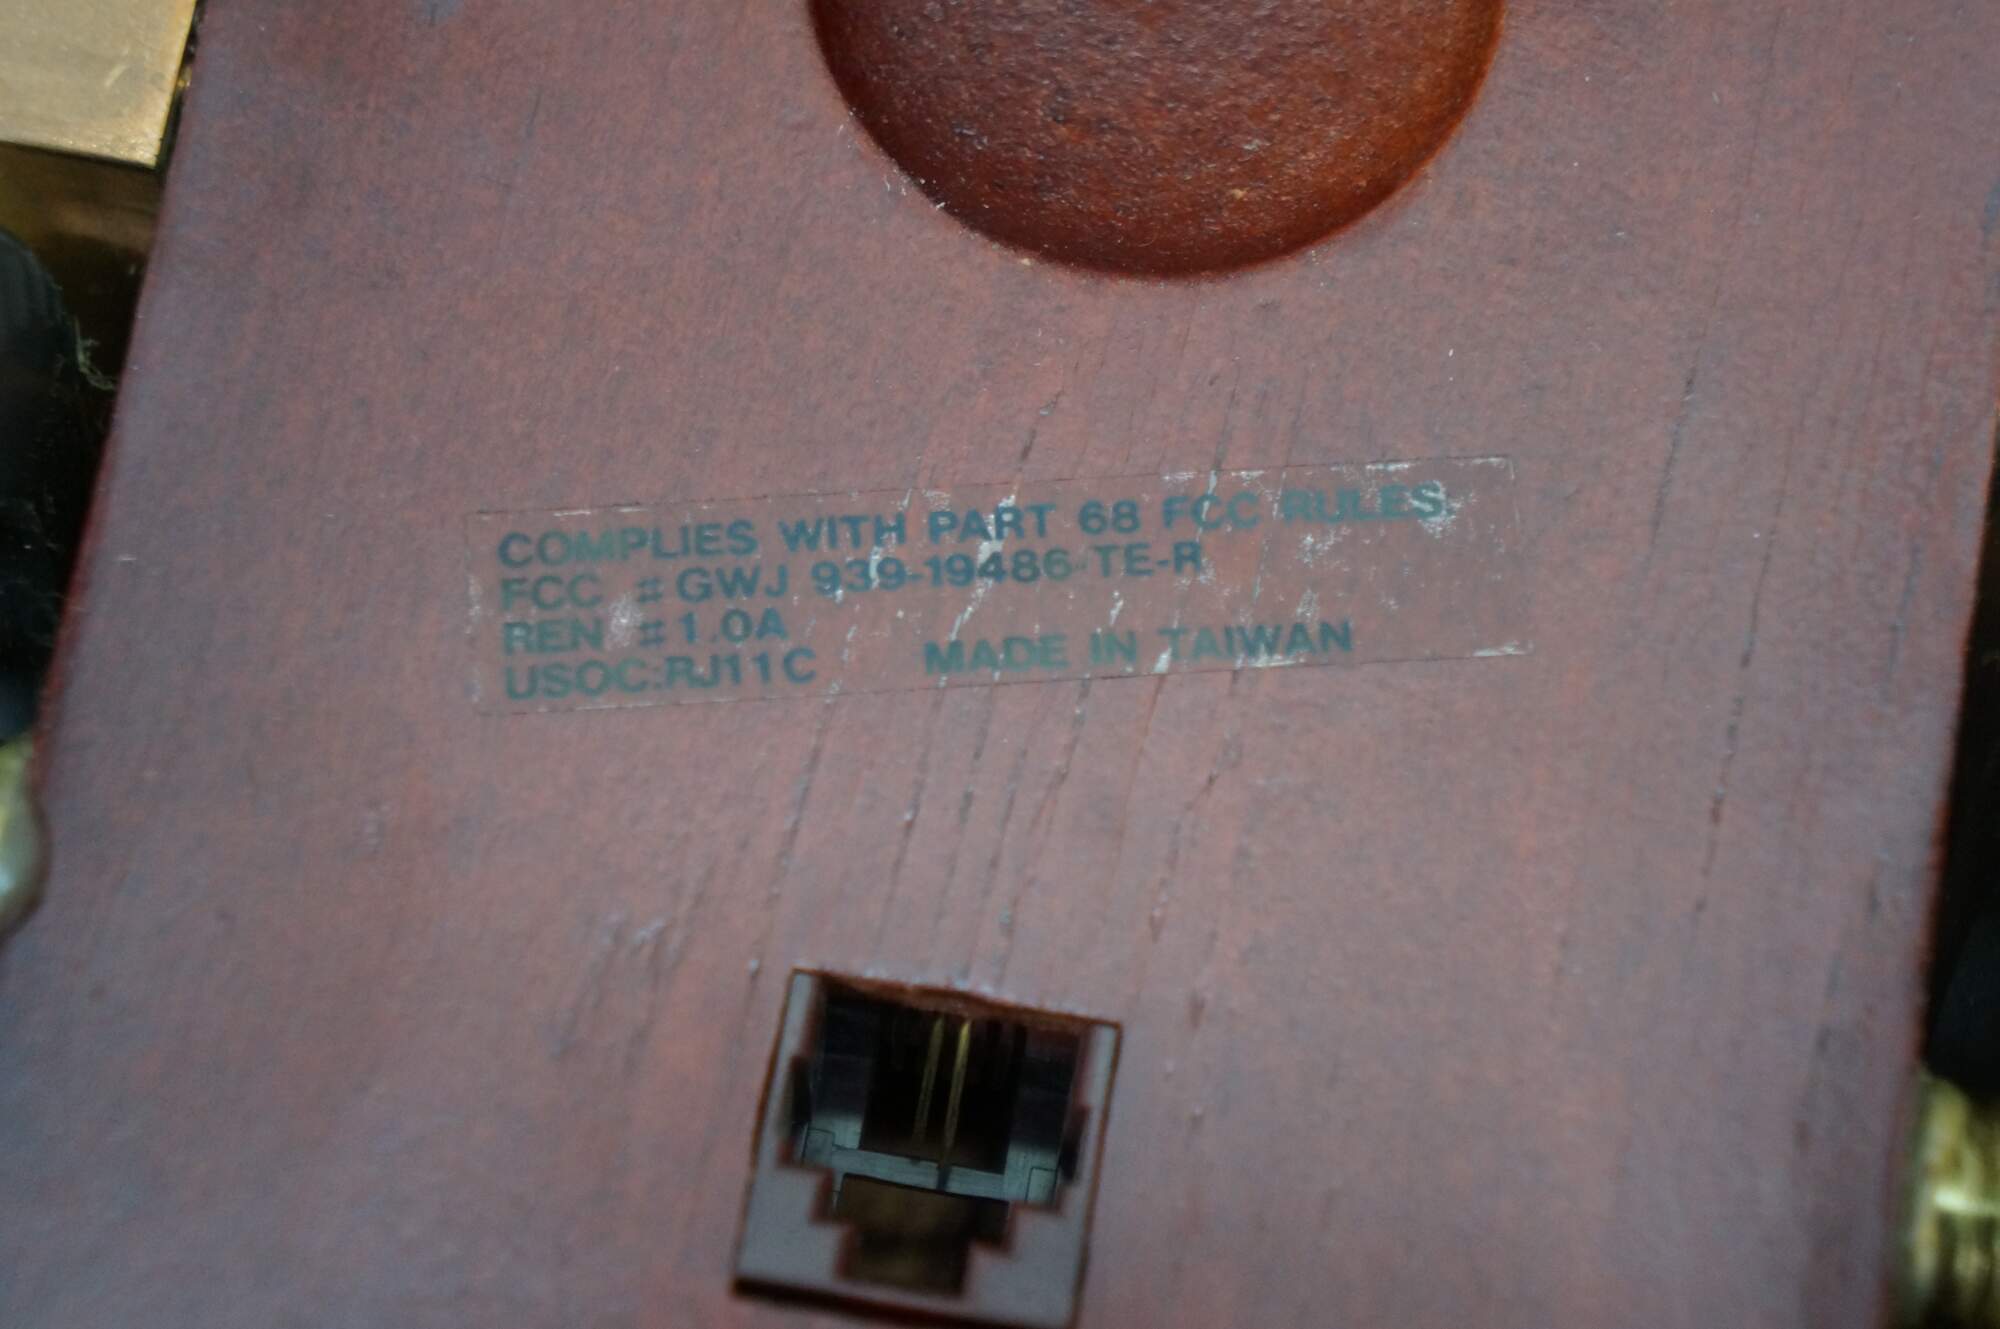 COMPLIES WITH PART 68 FCC RULES
FCC #GWJ 939-19486-TE-R
REN #1.0A
USOC:RJ11C MADE IN TAIWAN